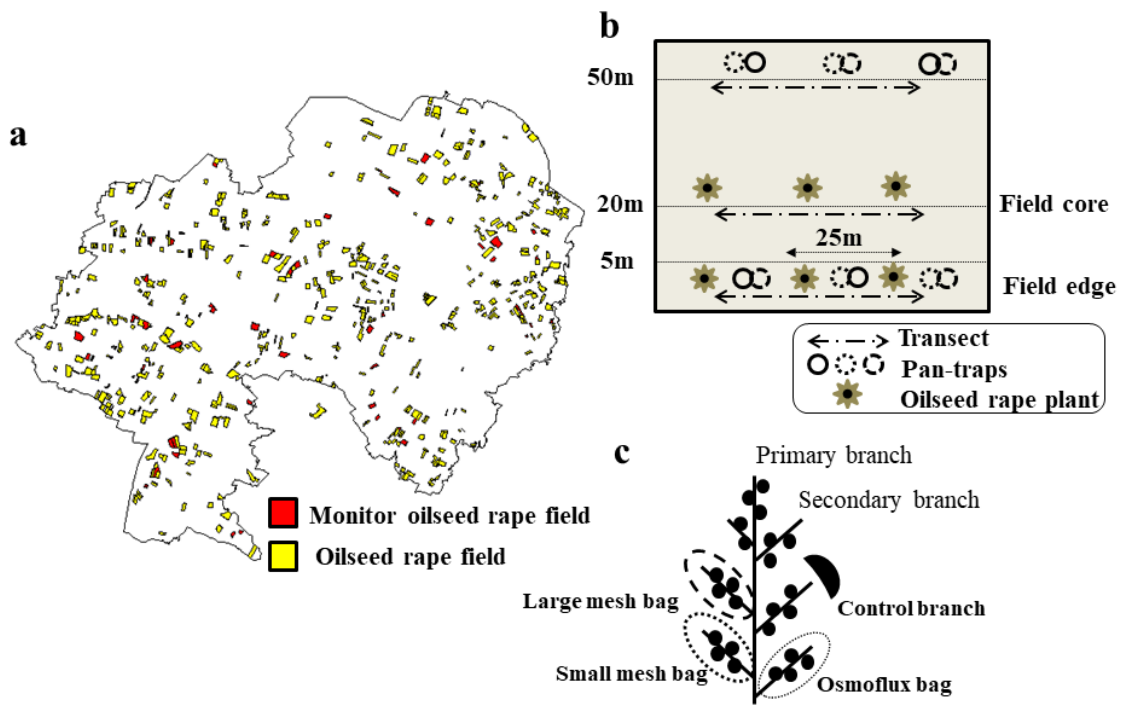 a
Monitor oilseed rape field
Oilseed rape field
b
50m
20m
Field core
25m
5m
Field edge
Transect
Pan-traps
Oilseed rape plant
c
Primary branch
Secondary branch
Large mesh bag
Control branch
Small mesh bag
Osmoflux bag